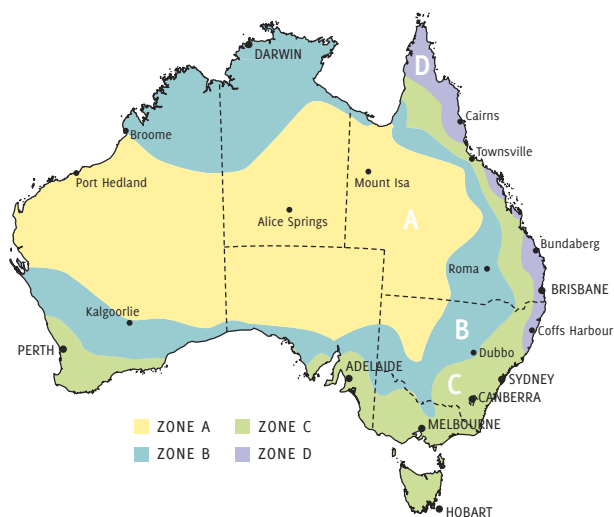 DARWIN
D
Cairns
Broome
Townsville
Port Hedland
Mount Isa
Alice Springs
A
Bundaberg
Roma
BRISBANE
Kalgoorlie
B
Coffs Harbour
PERTH
Dubbo
ADELAIDE
C
SYDNEY
CANBERRA
MELBOURNE
ZONE A
ZONE C
ZONE B
ZONE D
HOBART